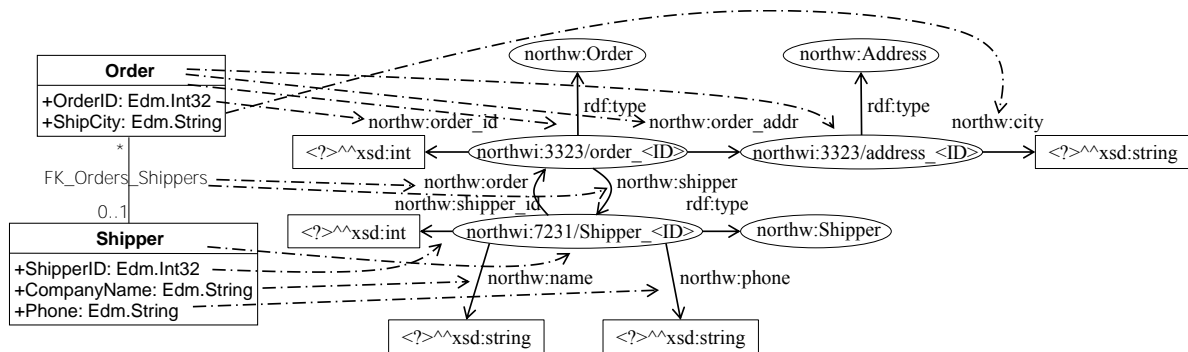 northw:Order
northw:Address
Order
+OrderID: Edm.Int32
+ShipCity: Edm.String
rdf:type
rdf:type
northw:order_id
northw:order_addr
northw:city
<?>^^xsd:int
northwi:3323/order_<ID>
northwi:3323/address_<ID>
<?>^^xsd:string
*
FK_Orders_Shippers
0..1
northw:order
northw:shipper
northw:shipper_id
rdf:type
<?>^^xsd:int
northwi:7231/Shipper_<ID>
northw:Shipper
Shipper
+ShipperID: Edm.Int32
+CompanyName: Edm.String
+Phone: Edm.String
northw:name
northw:phone
<?>^^xsd:string
<?>^^xsd:string